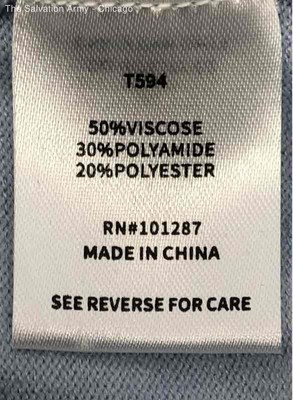 The Salvation Army - Chicago
T594
50%VISCOSE
30%POLYAMIDE
20%POLYESTER
RN#101287
MADE IN CHINA
SEE REVERSE FOR CARE